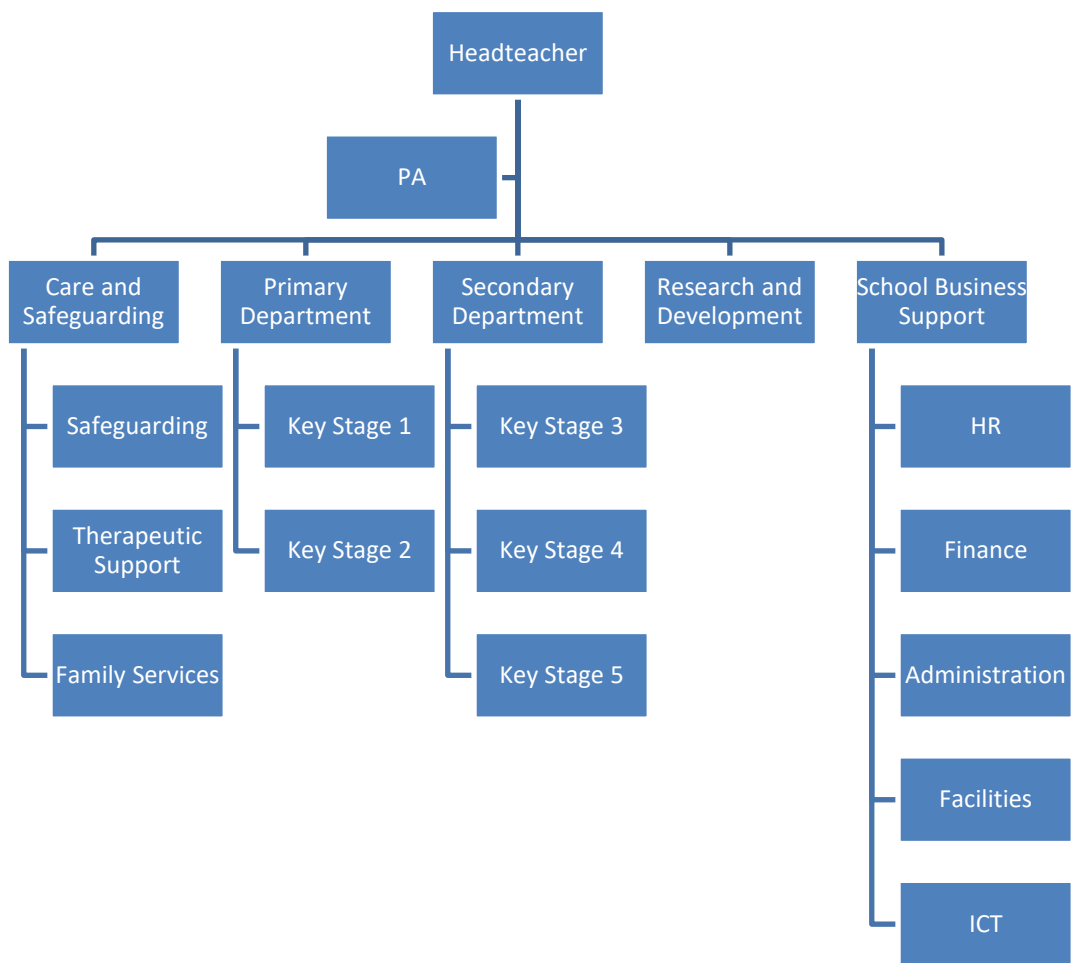 Headteacher
PA
Care and
Safeguarding
Primary
Department
Secondary
Department
Research and
Development
School Business
Support
Safeguarding
Therapeutic
Support
Family Services
Key Stage 1
Key Stage 2
Key Stage 3
Key Stage 4
Key Stage 5
HR
Finance
Administration
Facilities
ICT